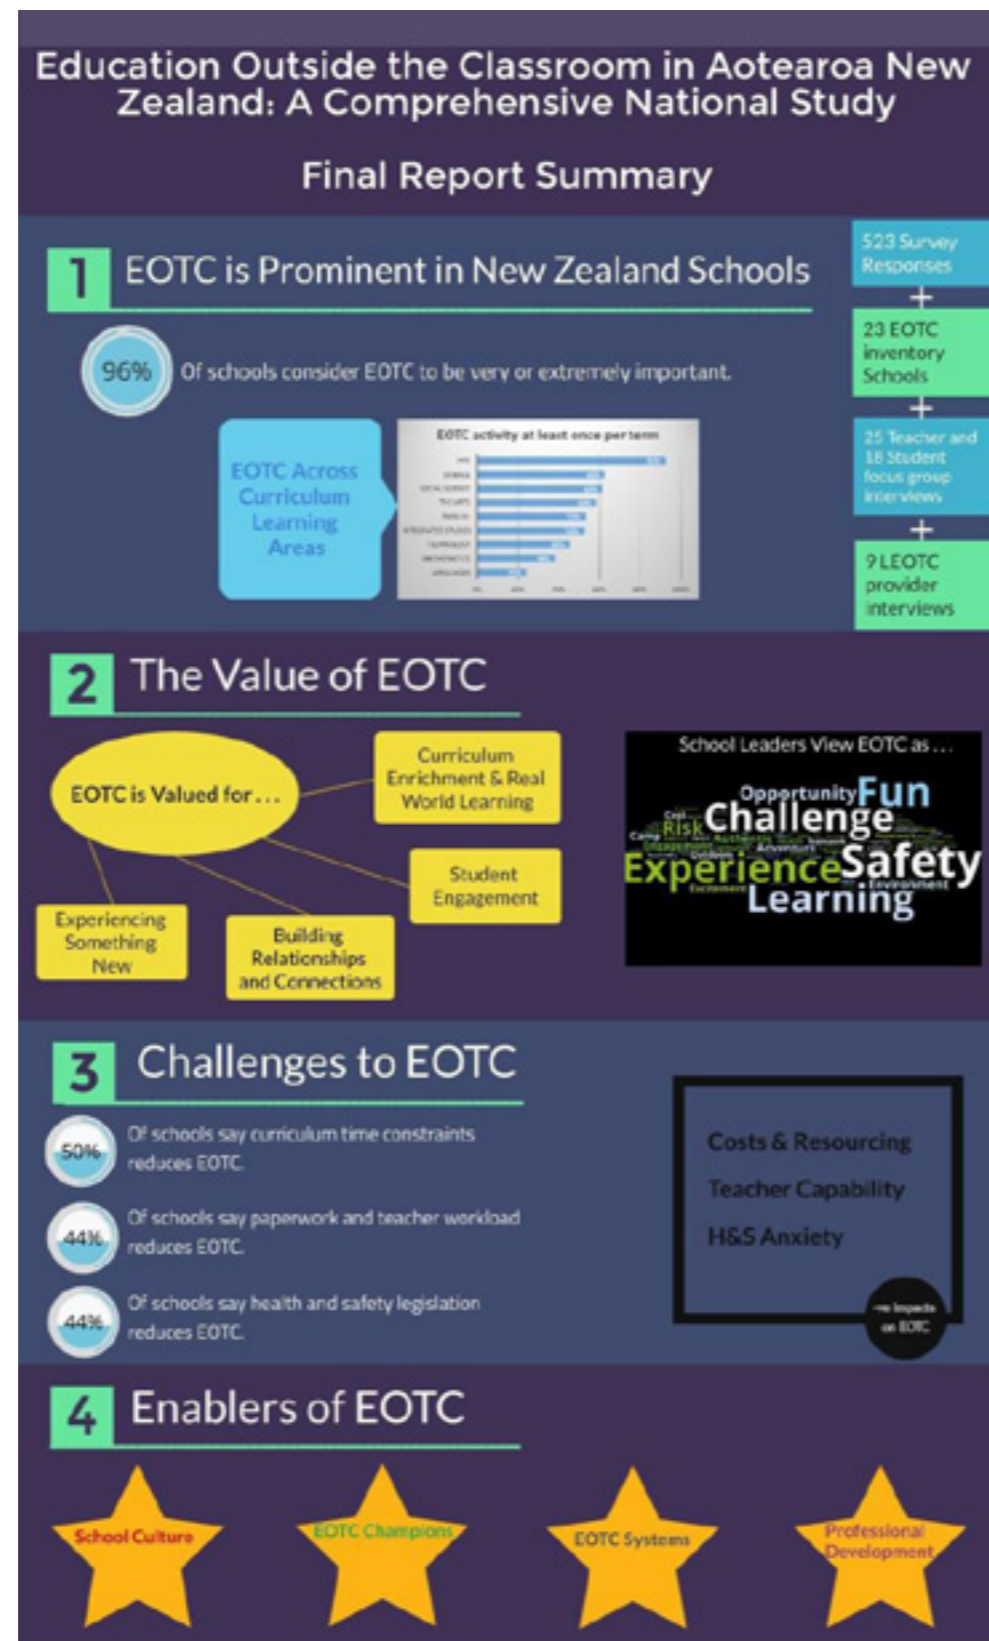 Education Outside the Classroom in Aotearoa New
Zealand: A Comprehensive National Study
Final Report Summary
1
EOTC is Prominent in New Zealand Schools
96%
Of schools consider EOTC to be very or extremely important.
EOTC Across
Curriculum
Learning
Areas
EOTC activity at least once per term
523 Survey
Responses
+
23 EOTC
inventory
Schools
+
25 Teacher and
18 Student
focus group
interviews
+
9 LEOTC
provider
interviews
2
The Value of EOTC
EOTC is Valued for...
Curriculum
Enrichment & Real
World Learning
Student
Engagement
Building
Relationships
and Connections
Experiencing
Something
New
School Leaders View EOTC as ...
Opportunity Fun
Risk Challenge
Camp
Authentic
Adventure
Experience Safety
Environment
Learning
3
Challenges to EOTC
50%
Of schools say curriculum time constraints
reduces EOTC.
44%
Of schools say paperwork and teacher workload
reduces EOTC.
44%
Of schools say health and safety legislation
reduces EOTC.
Costs & Resourcing
Teacher Capability
H&S Anxiety
-ve Impacts
on EOTC
4
Enablers of EOTC
School Culture
EOTC Champions
EOTC Systems
Professional
Development